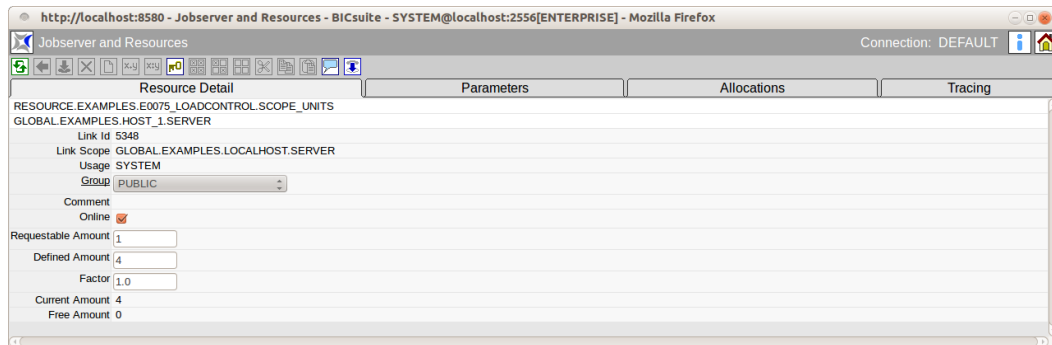 http://localhost:8580 - Jobserver and Resources - BICsuite - SYSTEM@localhost:2556[ENTERPRISE] - Mozilla Firefox
Jobserver and Resources Connection: DEFAULT
Resource Detail Parameters Allocations Tracing
RESOURCE.EXAMPLES.E0075_LOADCONTROL.SCOPE_UNITS
GLOBAL.EXAMPLES.HOST_1.SERVER
Link Id 5348
Link Scope GLOBAL.EXAMPLES.LOCALHOST.SERVER
Usage SYSTEM
Group PUBLIC
Comment
Online
Requestable Amount 1
Defined Amount 4
Factor 1.0
Current Amount 4
Free Amount 0